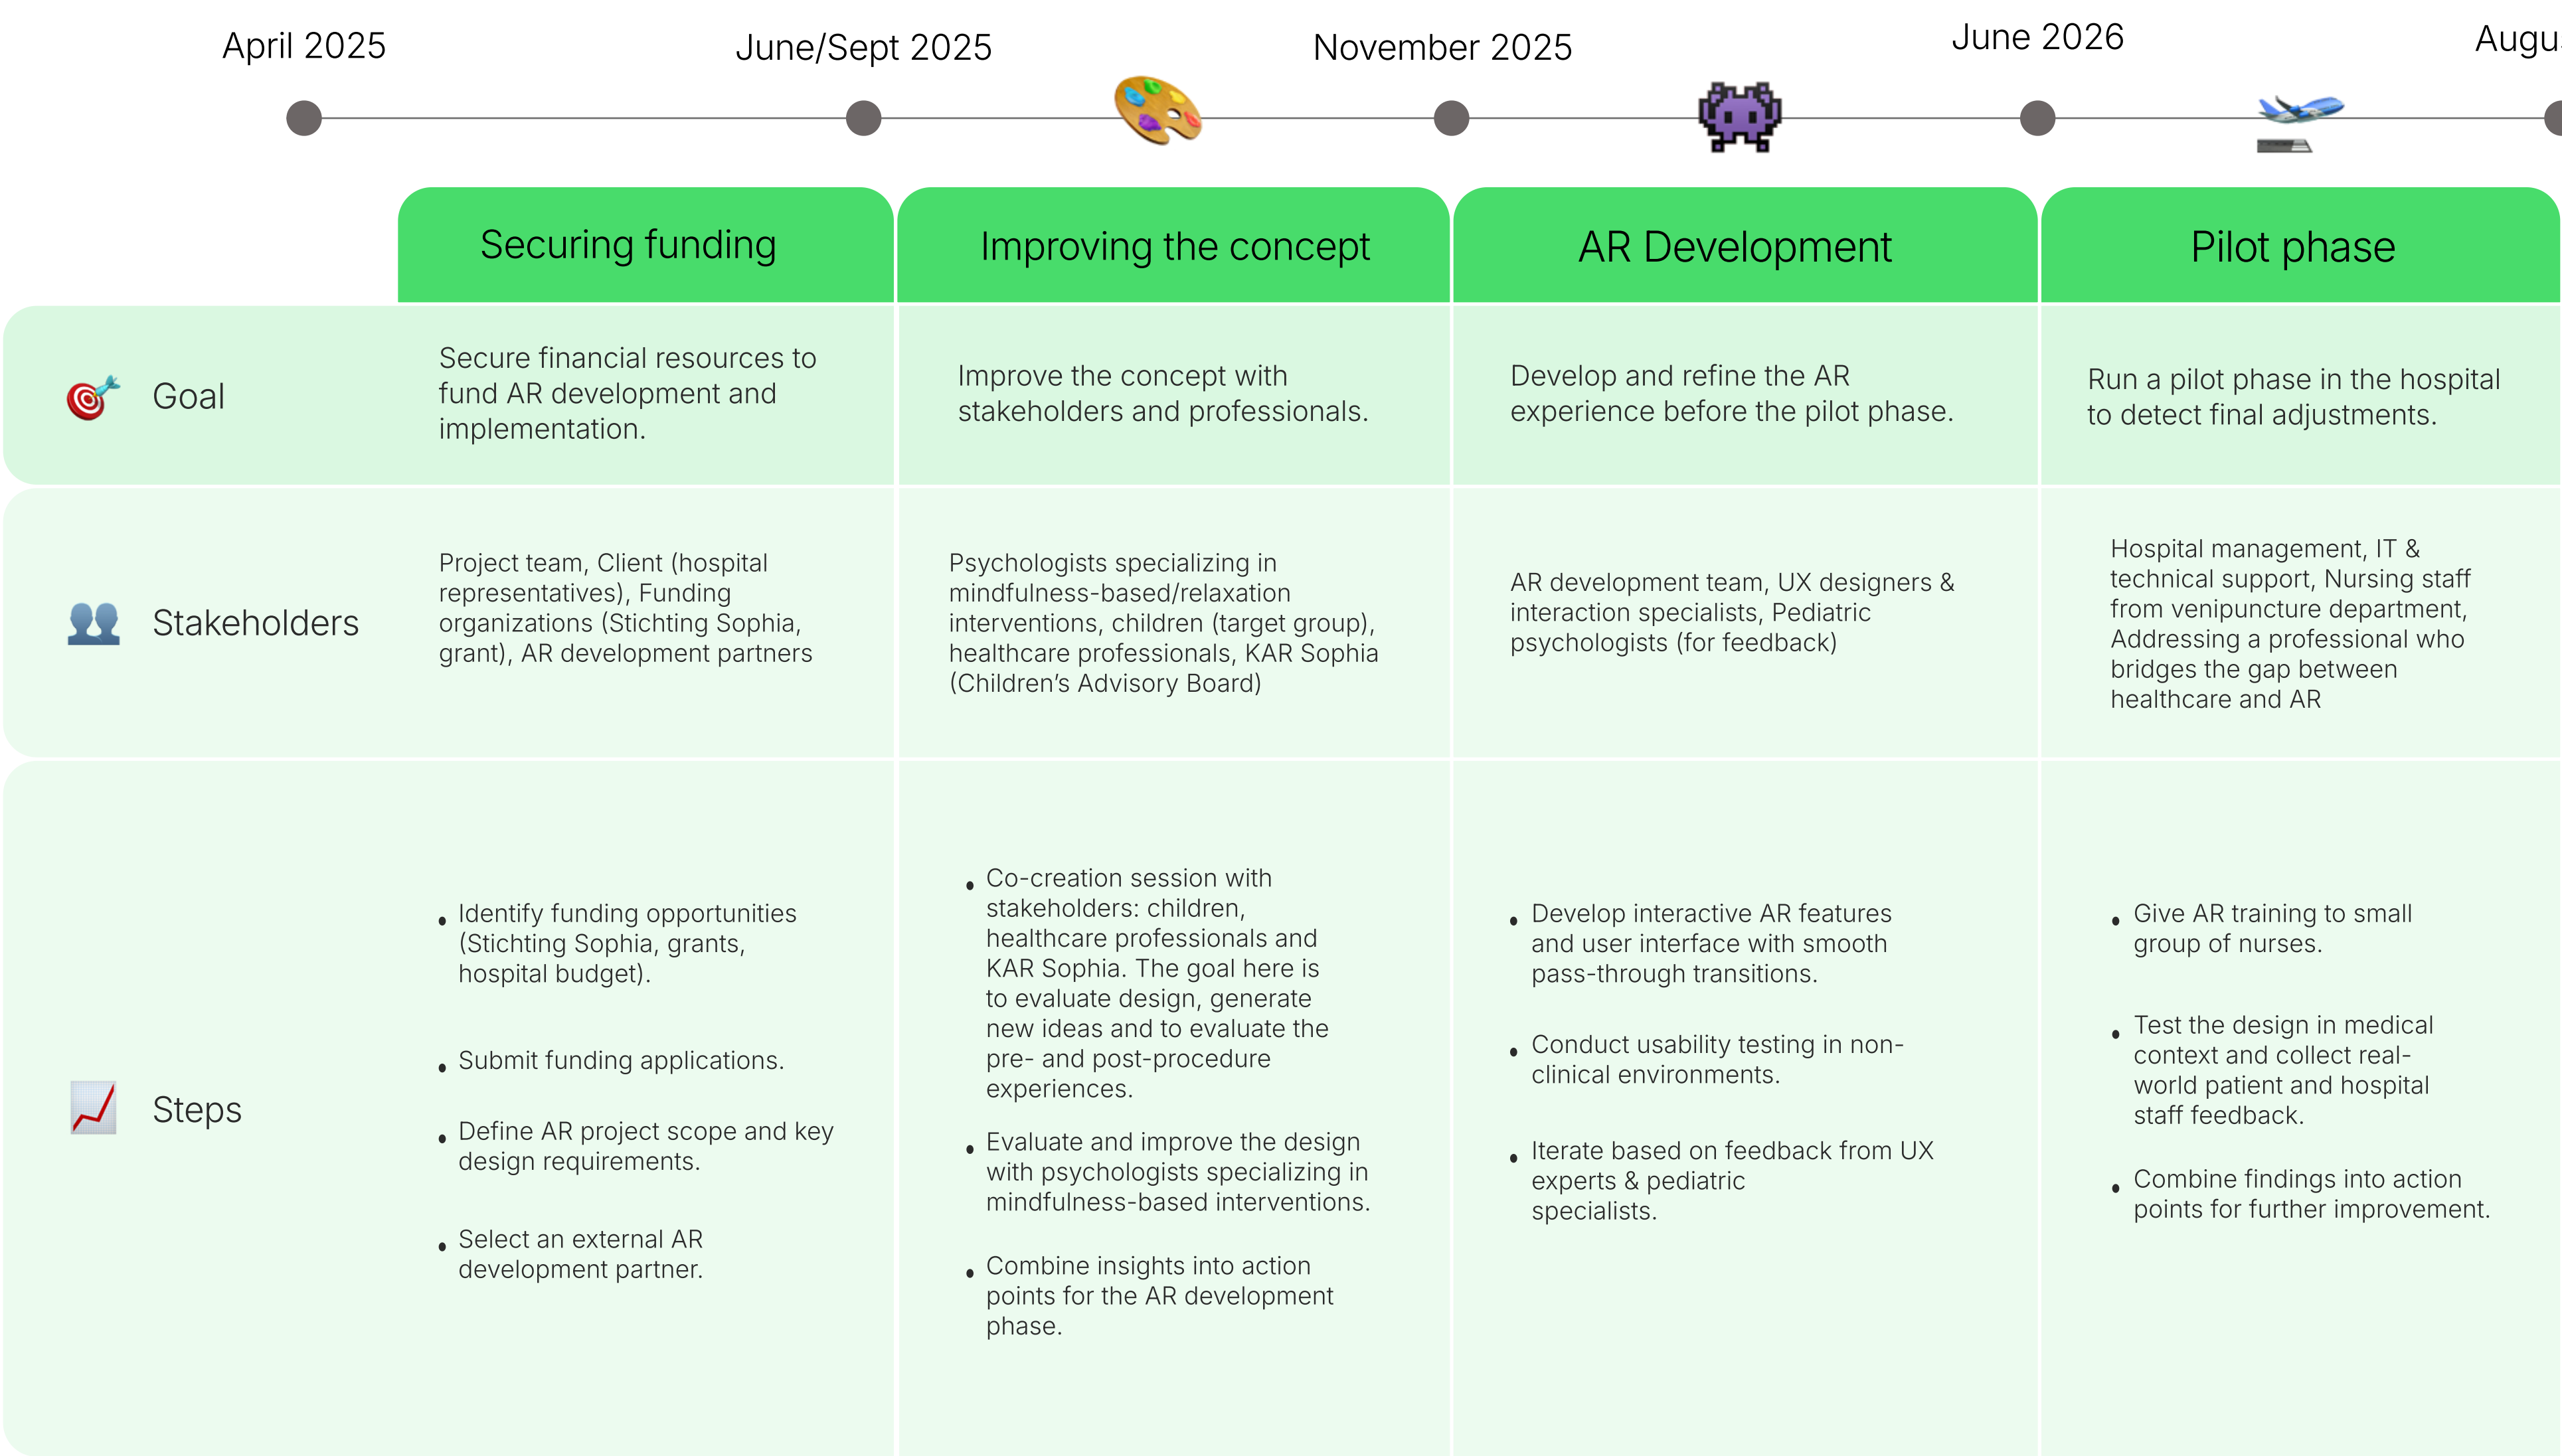 April 2025
June/Sept 2025
November 2025
June 2026
Securing funding
Improving the concept
AR Development
Pilot phase
Goal
Secure financial resources to
fund AR development and
implementation.
Improve the concept with
stakeholders and professionals.
Develop and refine the AR
experience before the pilot phase.
Run a pilot phase in the hospital
to detect final adjustments.
Stakeholders
Project team, Client (hospital
representatives), Funding
organizations (Stichting Sophia,
grant), AR development partners
Psychologists specializing in
mindfulness-based/relaxation
interventions, children (target group),
healthcare professionals, KAR Sophia
(Children’s Advisory Board)
AR development team, UX designers &
interaction specialists, Pediatric
psychologists (for feedback)
Hospital management, IT &
technical support, Nursing staff
from venipuncture department,
Addressing a professional who
bridges the gap between
healthcare and AR
Steps
• Identify funding opportunities
(Stichting Sophia, grants,
hospital budget).
• Submit funding applications.
• Define AR project scope and key
design requirements.
• Select an external AR
development partner.
• Co-creation session with
stakeholders: children,
healthcare professionals and
KAR Sophia. The goal here is
to evaluate design, generate
new ideas and to evaluate the
pre- and post-procedure
experiences.
• Evaluate and improve the design
with psychologists specializing in
mindfulness-based interventions.
• Combine insights into action
points for the AR development
phase.
• Develop interactive AR features
and user interface with smooth
pass-through transitions.
• Conduct usability testing in non-
clinical environments.
• Iterate based on feedback from UX
experts & pediatric
specialists.
• Give AR training to small
group of nurses.
• Test the design in medical
context and collect real-
world patient and hospital
staff feedback.
• Combine findings into action
points for further improvement.